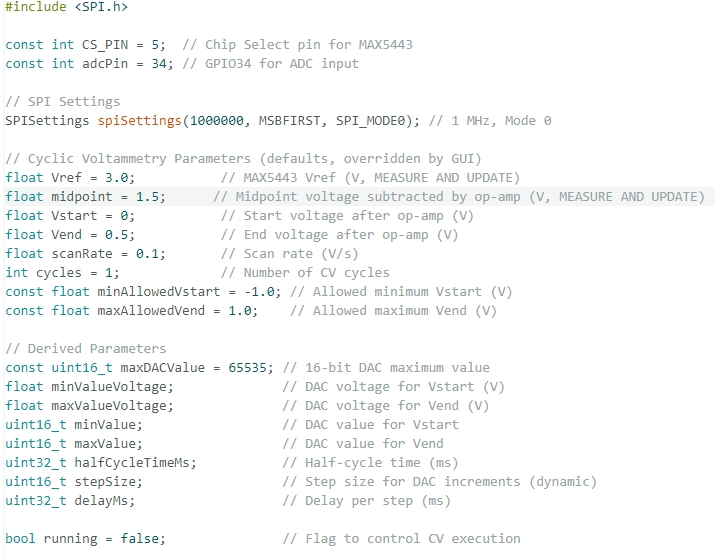 #include <SPI.h>
const int CS_PIN = 5;  // Chip Select pin for MAX5443
const int adcPin = 34; // GPIO34 for ADC input
// SPI Settings
SPISettings spiSettings(1000000, MSBFIRST, SPI_MODE0); // 1 MHz, Mode 0
// Cyclic Voltammetry Parameters (defaults, overridden by GUI)
float Vref = 3.0;           // MAX5443 Vref (V, MEASURE AND UPDATE)
float midpoint = 1.5;      // Midpoint voltage subtracted by op-amp (V, MEASURE AND UPDATE)
float Vstart = 0;           // Start voltage after op-amp (V)
float Vend = 0.5;           // End voltage after op-amp (V)
float scanRate = 0.1;       // Scan rate (V/s)
int cycles = 1;             // Number of CV cycles
const float minAllowedVstart = -1.0; // Allowed minimum Vstart (V)
const float maxAllowedVend = 1.0;    // Allowed maximum Vend (V)
// Derived Parameters
const uint16_t maxDACValue = 65535; // 16-bit DAC maximum value
float minValueVoltage;              // DAC voltage for Vstart (V)
float maxValueVoltage;              // DAC voltage for Vend (V)
uint16_t minValue;                  // DAC value for Vstart
uint16_t maxValue;                  // DAC value for Vend
uint32_t halfCycleTimeMs;           // Half-cycle time (ms)
uint16_t stepSize;                  // Step size for DAC increments (dynamic)
uint32_t delayMs;                   // Delay per step (ms)
bool running = false;               // Flag to control CV execution